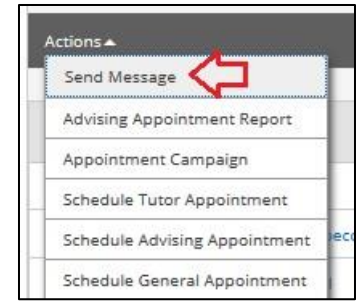 Actions
Send Message
Advising Appointment Report
Appointment Campaign
Schedule Tutor Appointment
Schedule Advising Appointment
Schedule General Appointment